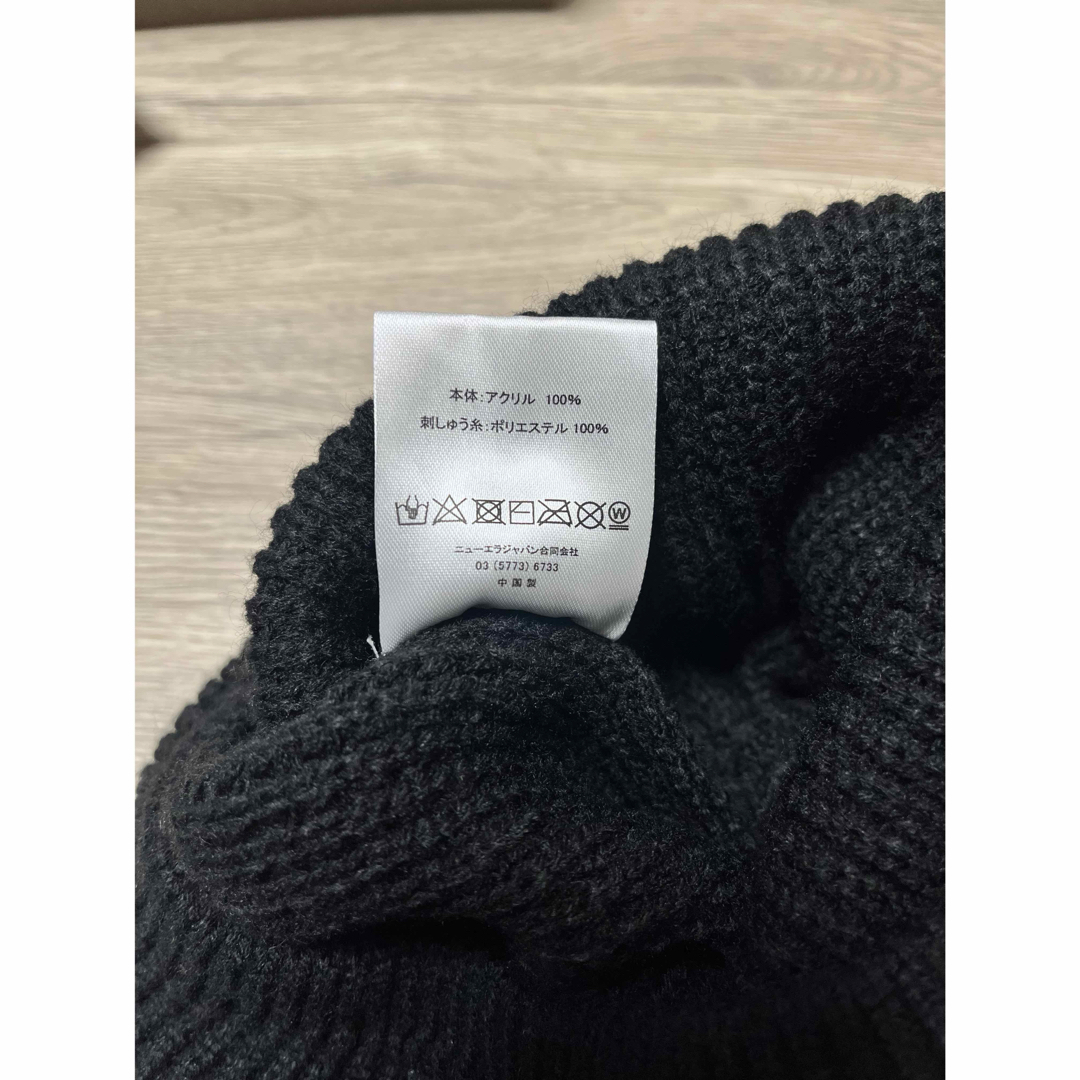 本体:アクリル 100%
刺しゅう糸:ポリエステル 100%
W
ニューエラジャパン合同会社
03 (5773) 6733
中国製